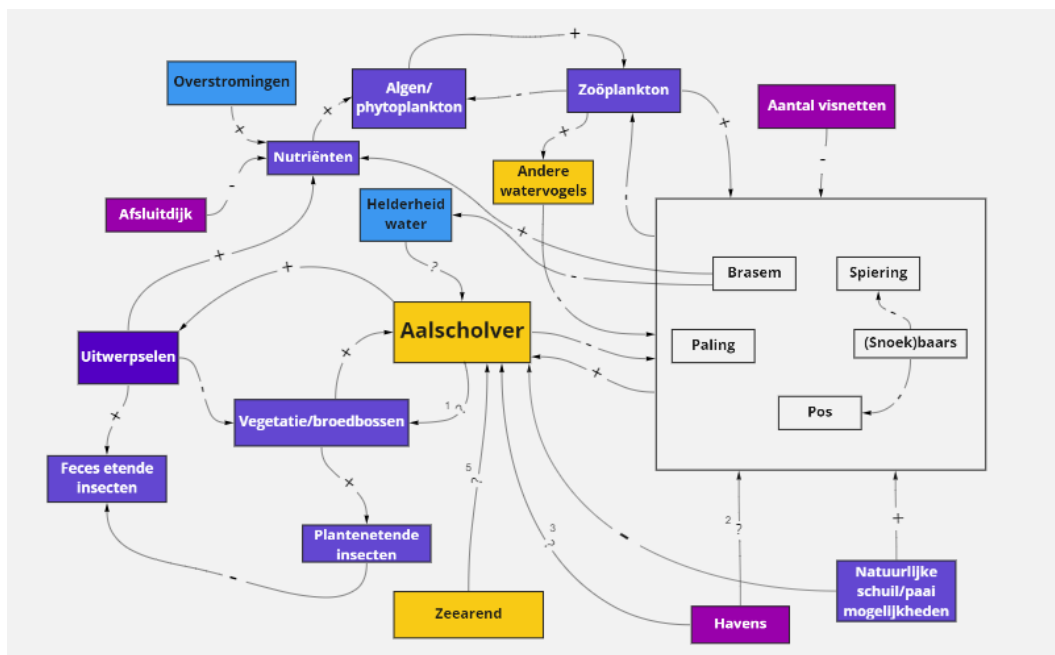 +
Overstromingen
Algen/
phytoplankton
-
Zoöplankton
Aantal visnetten
+
+
+
+
-
Nutriënten
-
Andere
watervogels
Afsluitdijk
Helderheid
water
-
+
+
+
?
-
Brasem
Spiering
-
-
Aalscholver
-
Paling
(Snoek)baars
Uitwerpselen
+
+
-
-
Pos
1 ?
Vegetatie/broedbossen
+
Feces etende
insecten
5
?
+
2 ?
3
?
+
-
Plantenetende
insecten
-
Natuurlijke
schuil/paai
mogelijkheden
Zeearend
Havens